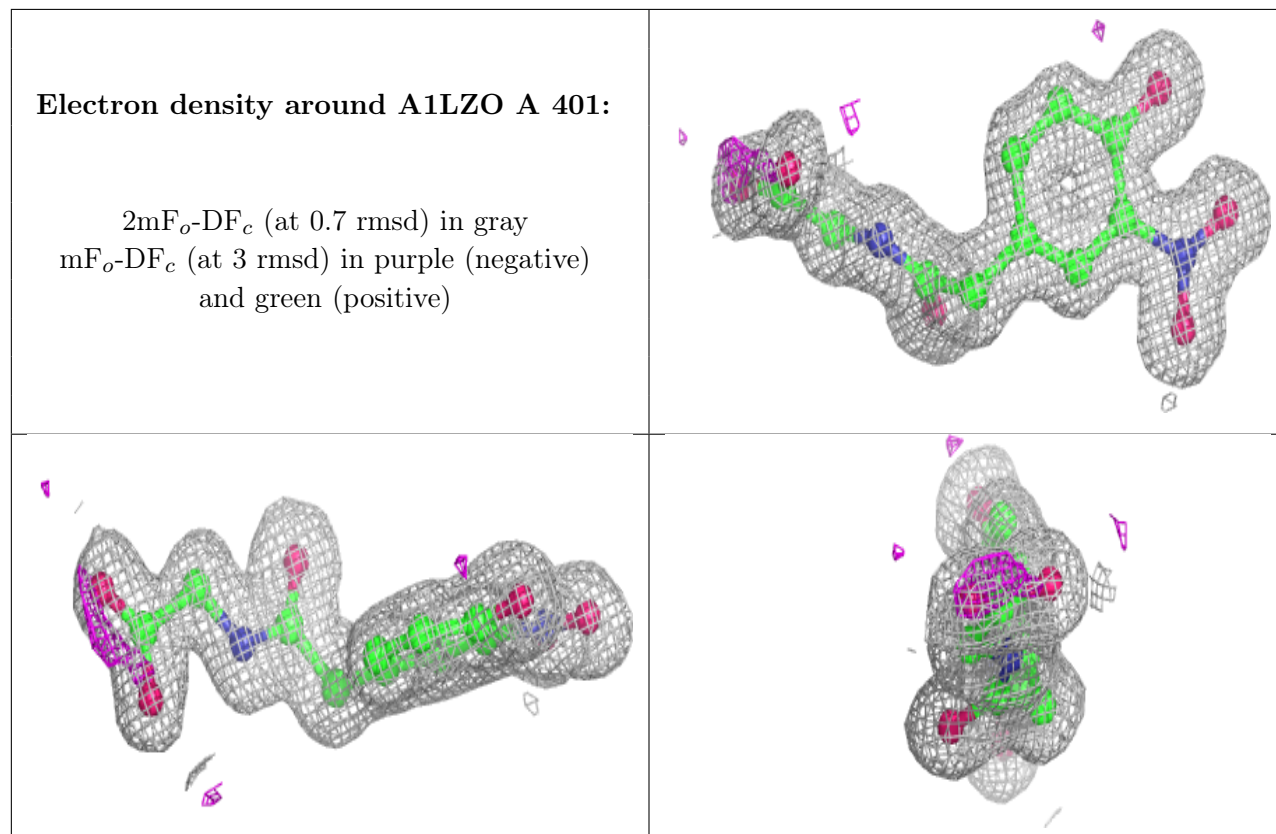 Electron density around A1LZO A 401:
2mFₒ-DF𝒸 (at 0.7 rmsd) in gray
mFₒ-DF𝒸 (at 3 rmsd) in purple (negative)
and green (positive)